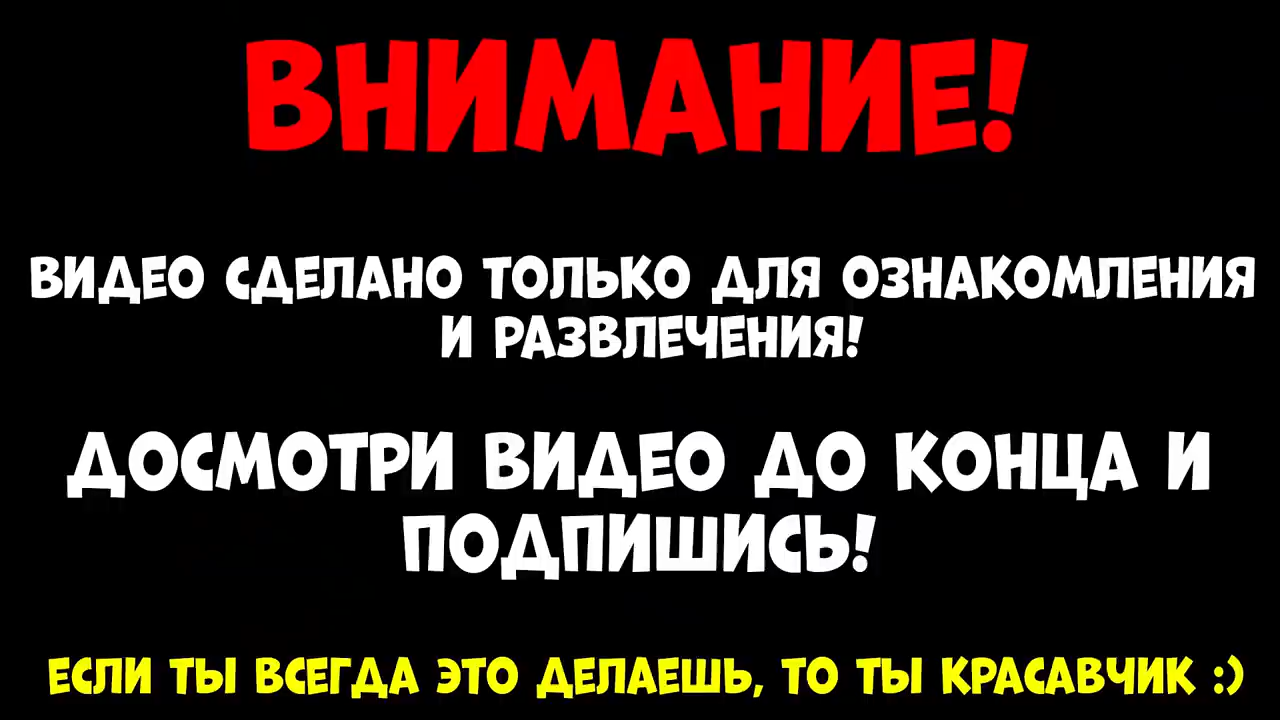 ВНИМАНИЕ!
ВИДЕО СДЕЛАНО ТОЛЬКО ДЛЯ ОЗНАКОМЛЕНИЯ
И РАЗВЛЕЧЕНИЯ!
ДОСМОТРИ ВИДЕО ДО КОНЦА И
ПОДПИШИСЬ!
ЕСЛИ ТЫ ВСЕГДА ЭТО ДЕЛАЕШЬ, ТО ТЫ КРАСАВЧИК :)